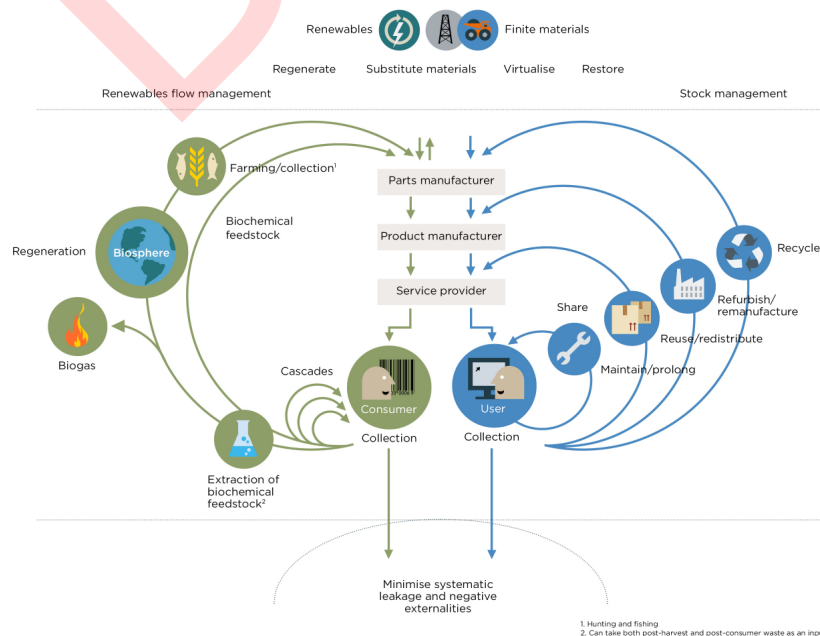 Renewables
Finite materials
Regenerate
Substitute materials
Virtualise
Restore
Renewables flow management
Stock management
Farming/collection¹
Parts manufacturer
Biochemical
feedstock
Product manufacturer
Regeneration
Biosphere
Recycle
Service provider
Share
Refurbish/
remanufacture
Reuse/redistribute
Biogas
Cascades
Maintain/prolong
Consumer
User
Collection
Collection
Extraction of
biochemical
feedstock²
Minimise systematic
leakage and negative
externalities
1. Hunting and fishing
2. Can take both post-harvest and post-consumer waste as an